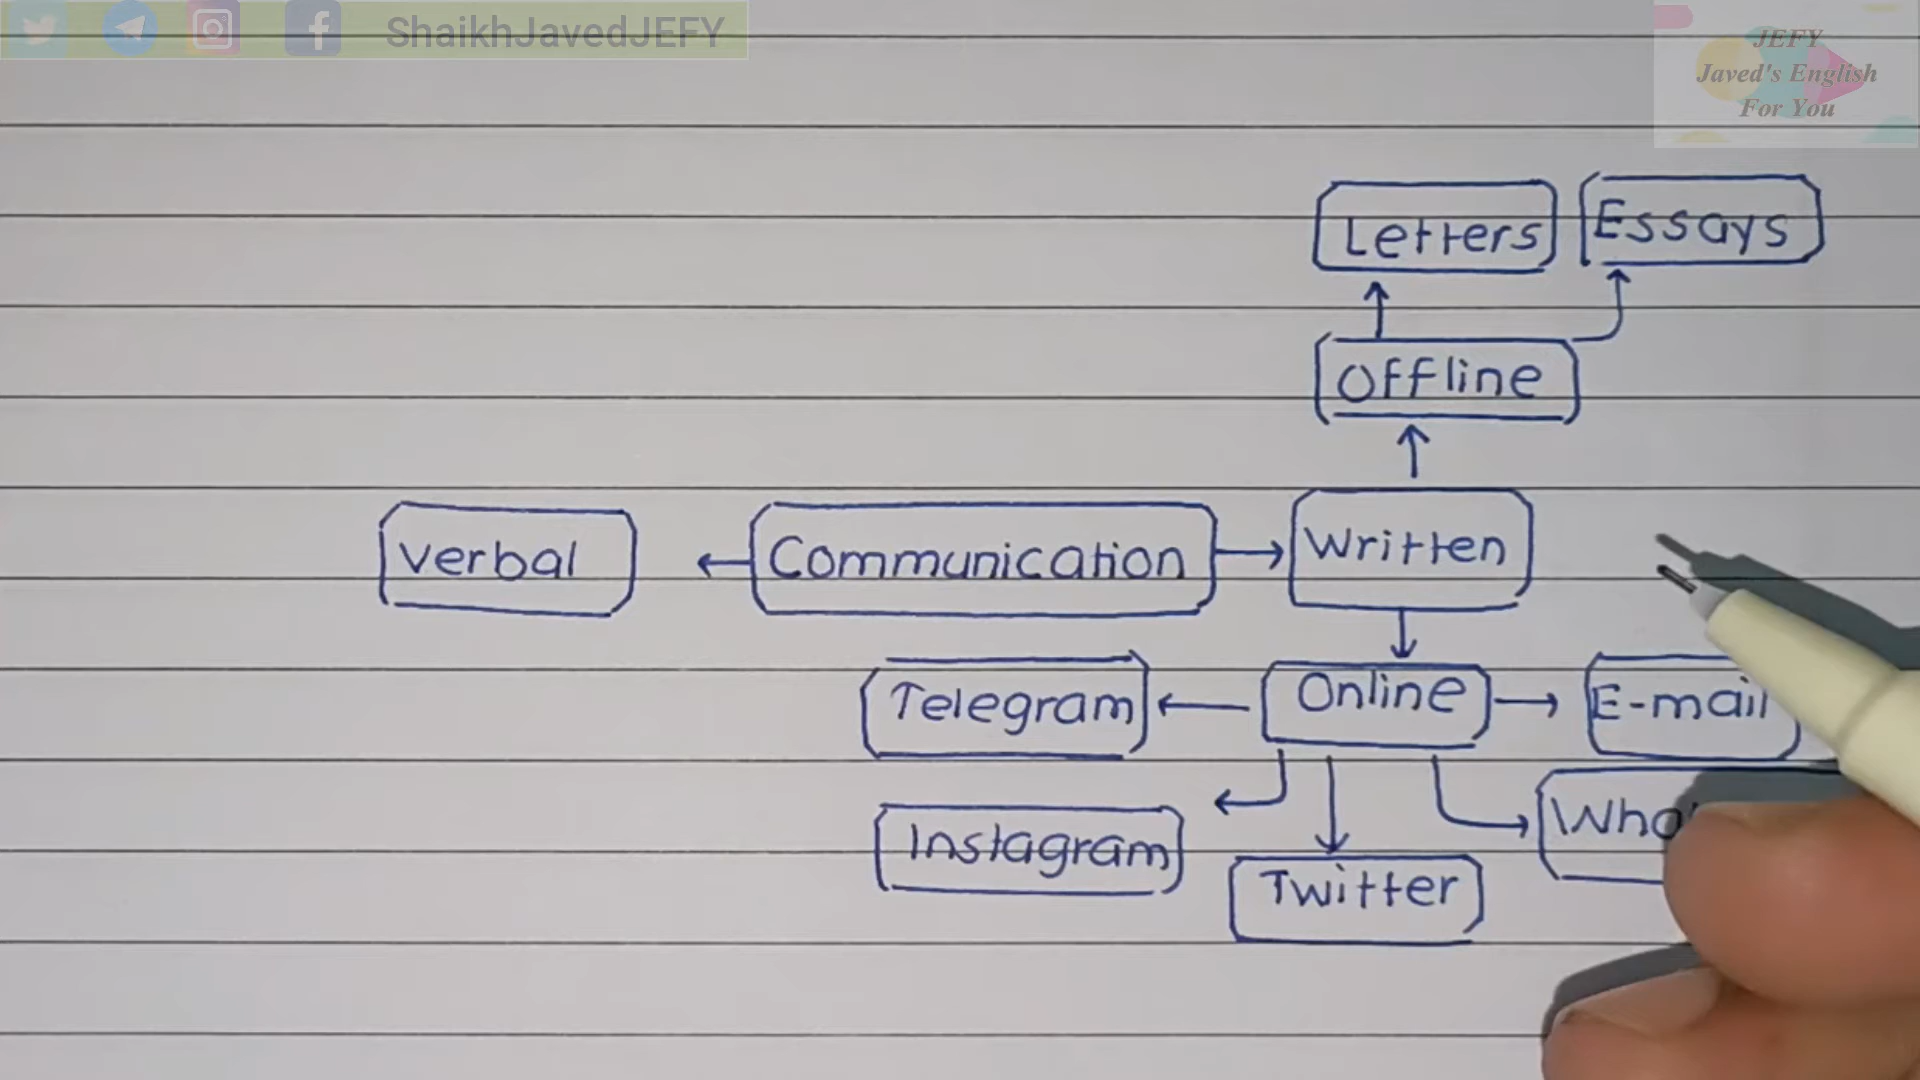 ShaikhJavedJEFY
JEFY
Javed's English
For You
Letters
Essays
Offline
Verbal
Communication
Written
Telegram
Online
E-mail
Instagram
Twitter